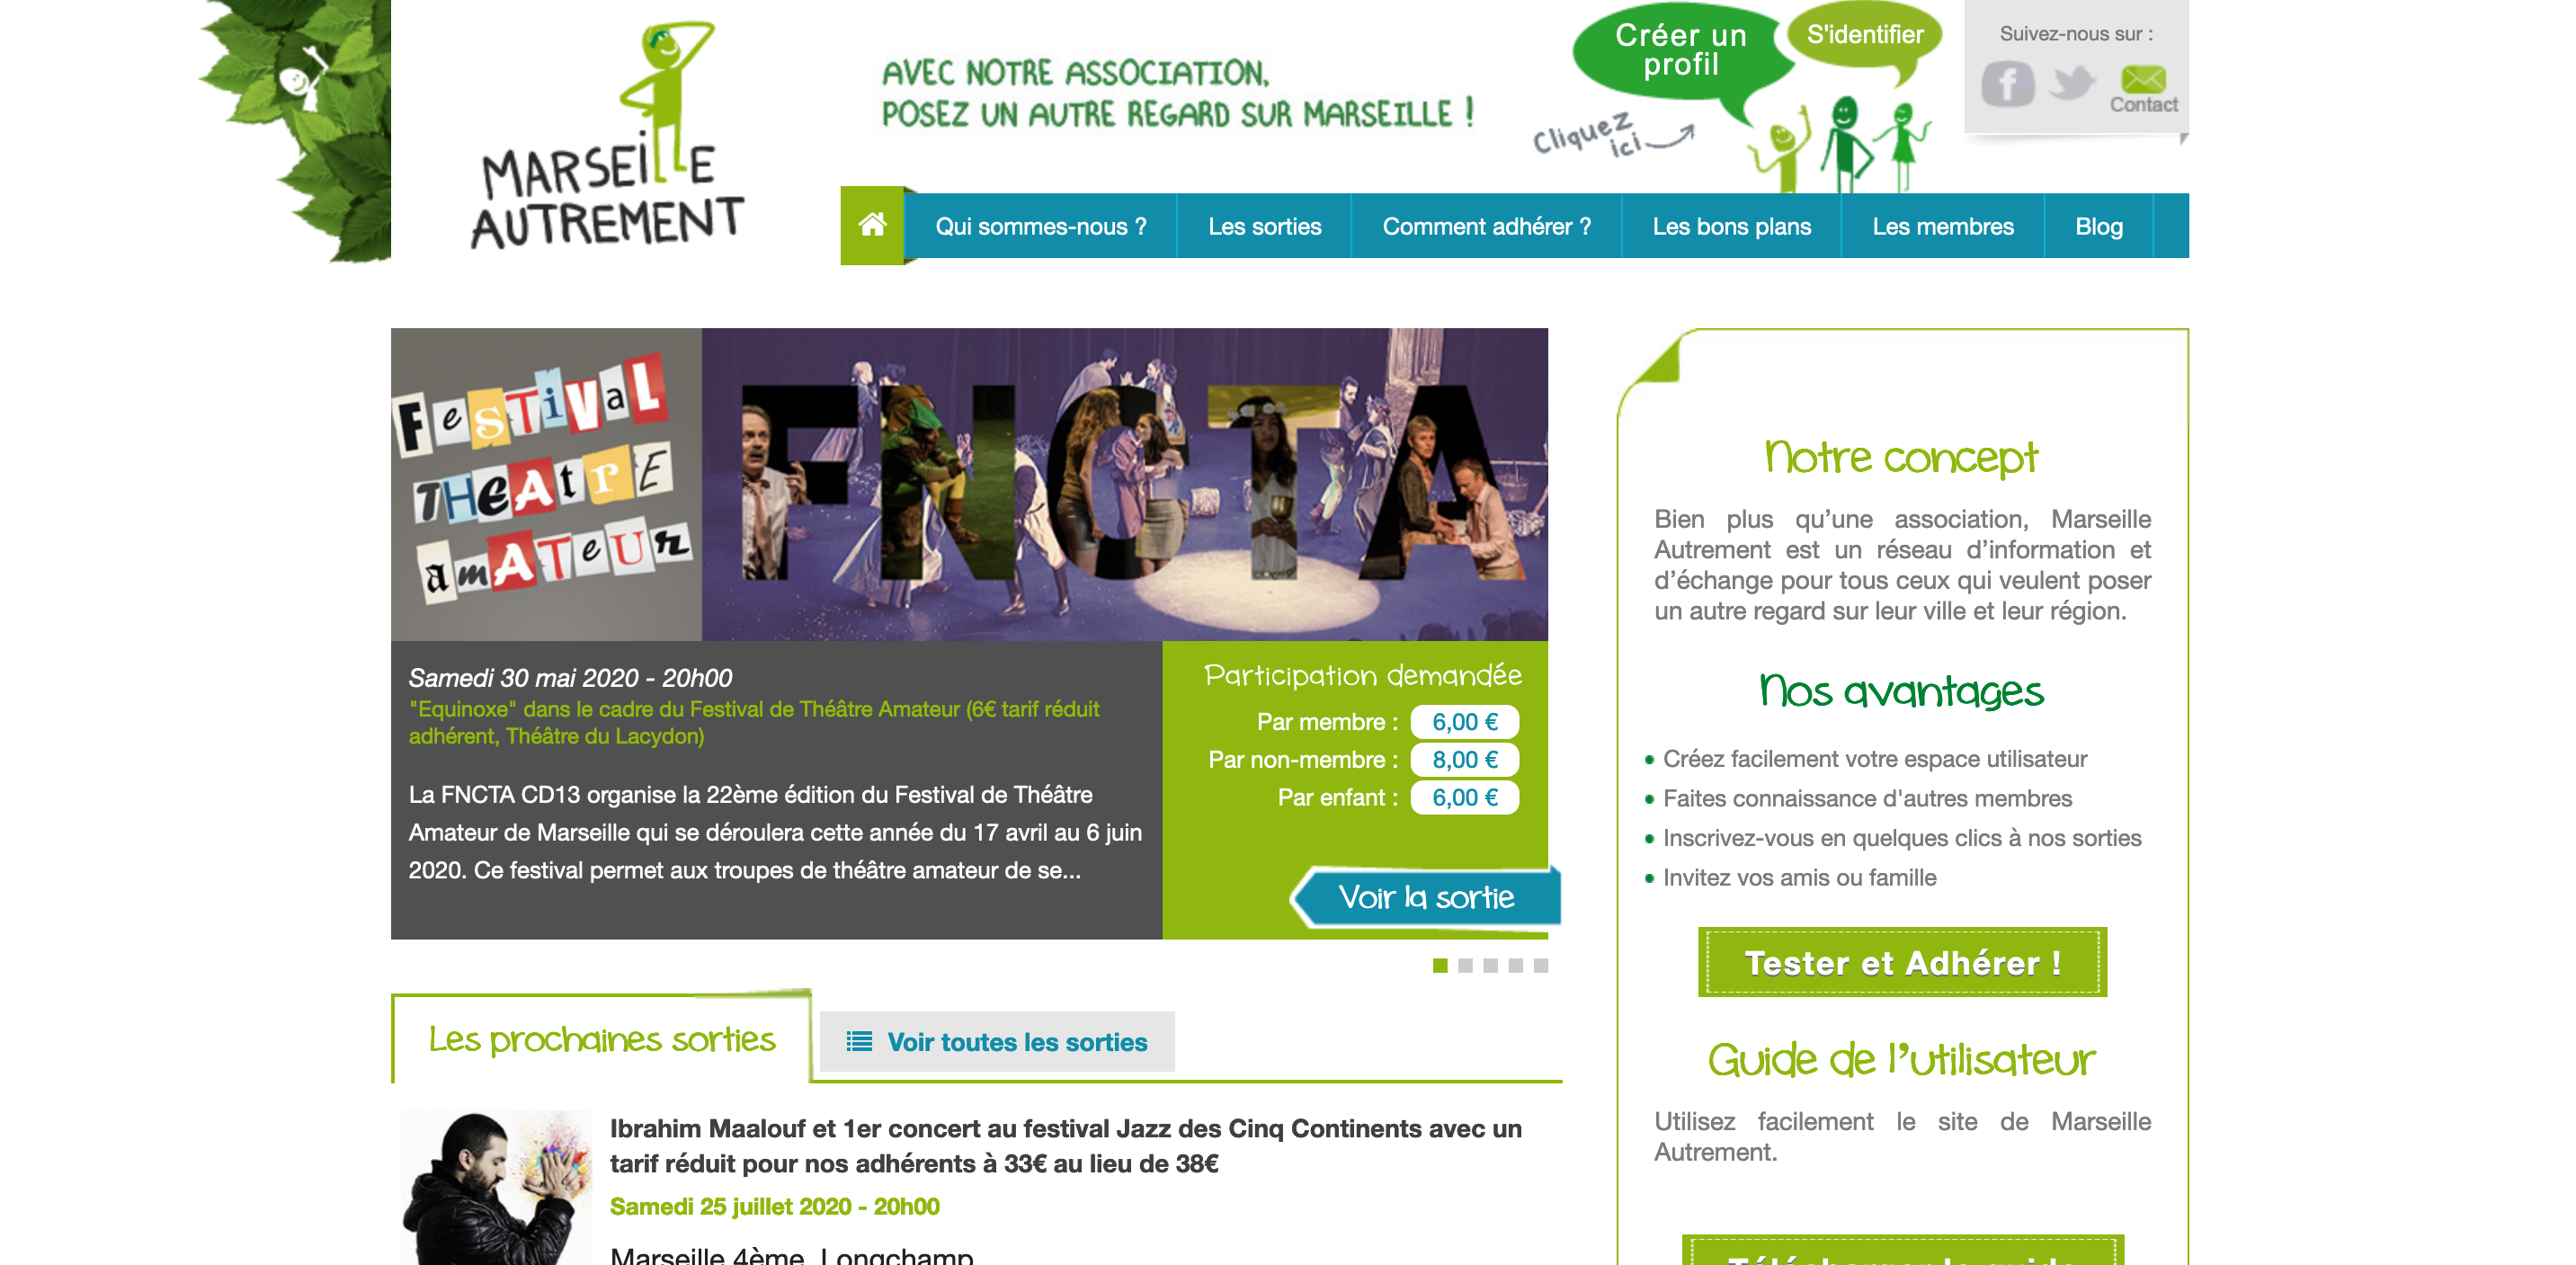 MARSEILLE
AUTREMENT
AVEC NOTRE ASSOCIATION,
POSEZ UN AUTRE REGARD SUR MARSEILLE !
Créer un
profil
S'identifier
Cliquez
ici
Suivez-nous sur :
Contact
Qui sommes-nous ?
Les sorties
Comment adhérer ?
Les bons plans
Les membres
Blog
FeSTiVaL
THeAtrE
amATeUr
FNCTA
Samedi 30 mai 2020 - 20h00
"Equinoxe" dans le cadre du Festival de Théâtre Amateur (6€ tarif réduit
adhérent, Théâtre du Lacydon)
La FNCTA CD13 organise la 22ème édition du Festival de Théâtre
Amateur de Marseille qui se déroulera cette année du 17 avril au 6 juin
2020. Ce festival permet aux troupes de théâtre amateur de se...
Participation demandée
Par membre : 6,00 €
Par non-membre : 8,00 €
Par enfant : 6,00 €
Voir la sortie
Les prochaines sorties
Voir toutes les sorties
Ibrahim Maalouf et 1er concert au festival Jazz des Cinq Continents avec un
tarif réduit pour nos adhérents à 33€ au lieu de 38€
Samedi 25 juillet 2020 - 20h00
Marseille 4ème, Longchamp
Notre concept
Bien plus qu’une association, Marseille
Autrement est un réseau d’information et
d’échange pour tous ceux qui veulent poser
un autre regard sur leur ville et leur région.
Nos avantages
Créez facilement votre espace utilisateur
Faites connaissance d'autres membres
Inscrivez-vous en quelques clics à nos sorties
Invitez vos amis ou famille
Tester et Adhérer !
Guide de l’utilisateur
Utilisez facilement le site de Marseille
Autrement.
Télécharger le guide